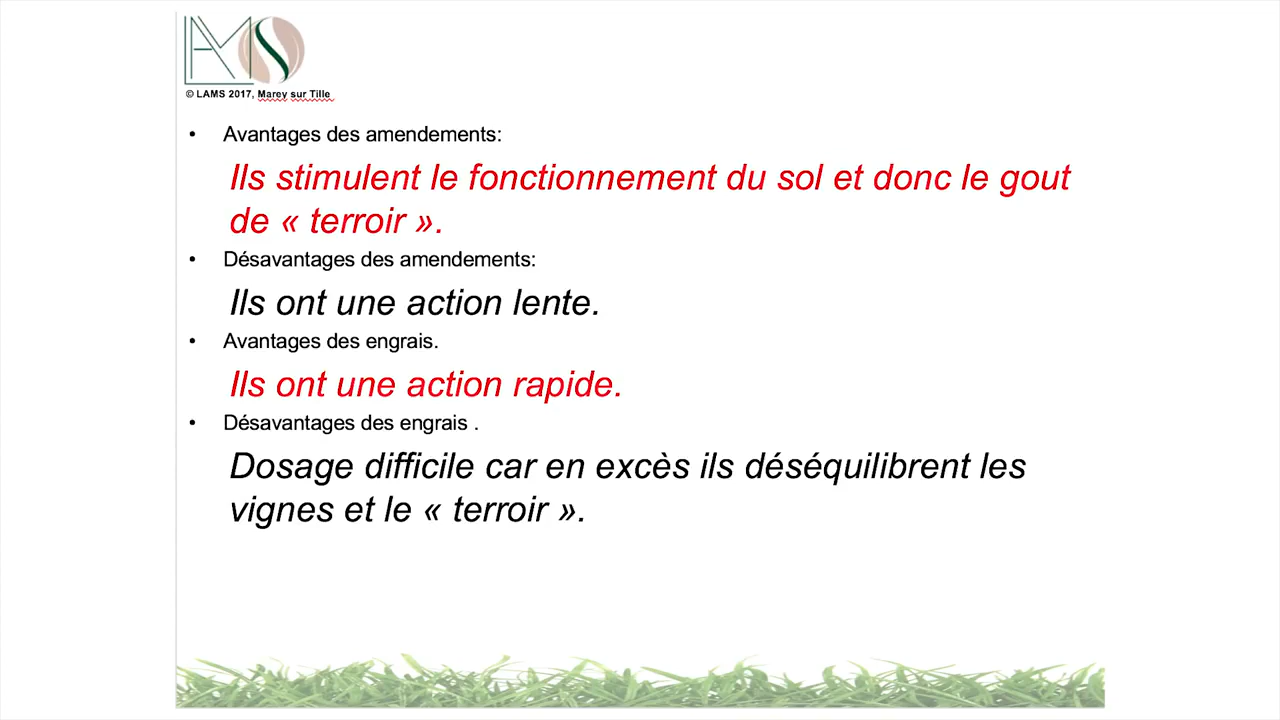 LAMS
© LAMS 2017, Marey sur Tille
• Avantages des amendements:
Ils stimulent le fonctionnement du sol et donc le gout
de « terroir ».
• Désavantages des amendements:
Ils ont une action lente.
• Avantages des engrais.
Ils ont une action rapide.
• Désavantages des engrais .
Dosage difficile car en excès ils déséquilibrent les
vignes et le « terroir ».